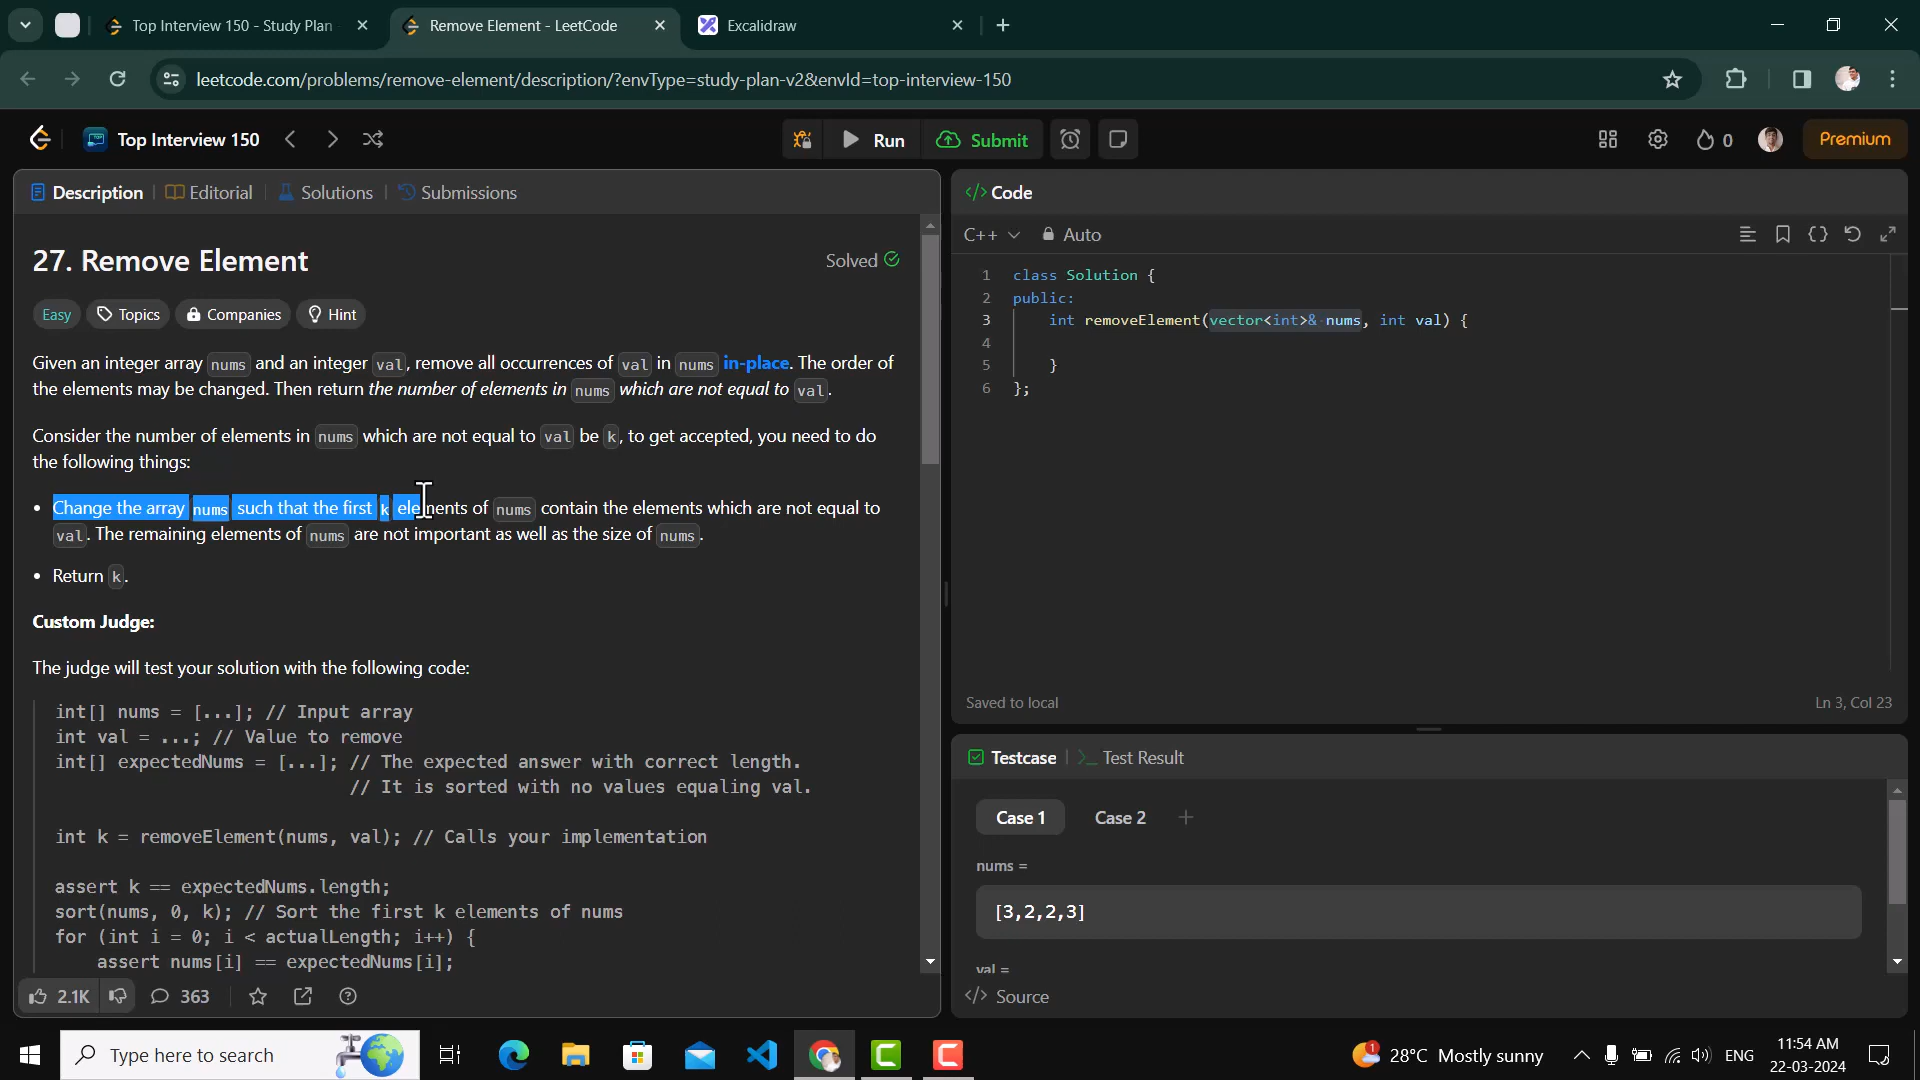 Top Interview 150 - Study Plan
Remove Element - LeetCode
Excalidraw
leetcode.com/problems/remove-element/description/?envType=study-plan-v2&envId=top-interview-150
Top Interview 150
Run
Submit
0
Premium
Description
Editorial
Solutions
Submissions
Code
C++
Auto
27. Remove Element
Solved
Easy
Topics
Companies
Hint
Given an integer array nums and an integer val, remove all occurrences of val in nums in-place. The order of
the elements may be changed. Then return the number of elements in nums which are not equal to val.
Consider the number of elements in nums which are not equal to val be k, to get accepted, you need to do
the following things:
• Change the array nums such that the first k elements of nums contain the elements which are not equal to
val. The remaining elements of nums are not important as well as the size of nums.
• Return k.
Custom Judge:
The judge will test your solution with the following code:
int[] nums = [...]; // Input array
int val = ...; // Value to remove
int[] expectedNums = [...]; // The expected answer with correct length.
// It is sorted with no values equaling val.
int k = removeElement(nums, val); // Calls your implementation
assert k == expectedNums.length;
sort(nums, 0, k); // Sort the first k elements of nums
for (int i = 0; i < actualLength; i++) {
assert nums[i] == expectedNums[i];
2.1K
363
1 class Solution {
2 public:
3 int removeElement(vector<int>& nums, int val) {
4
5 }
6 };
Saved to local
Ln 3, Col 23
Testcase
Test Result
Case 1
Case 2
nums =
[3,2,2,3]
val =
Source
Type here to search
1
28°C Mostly sunny
ENG
11:54 AM
22-03-2024